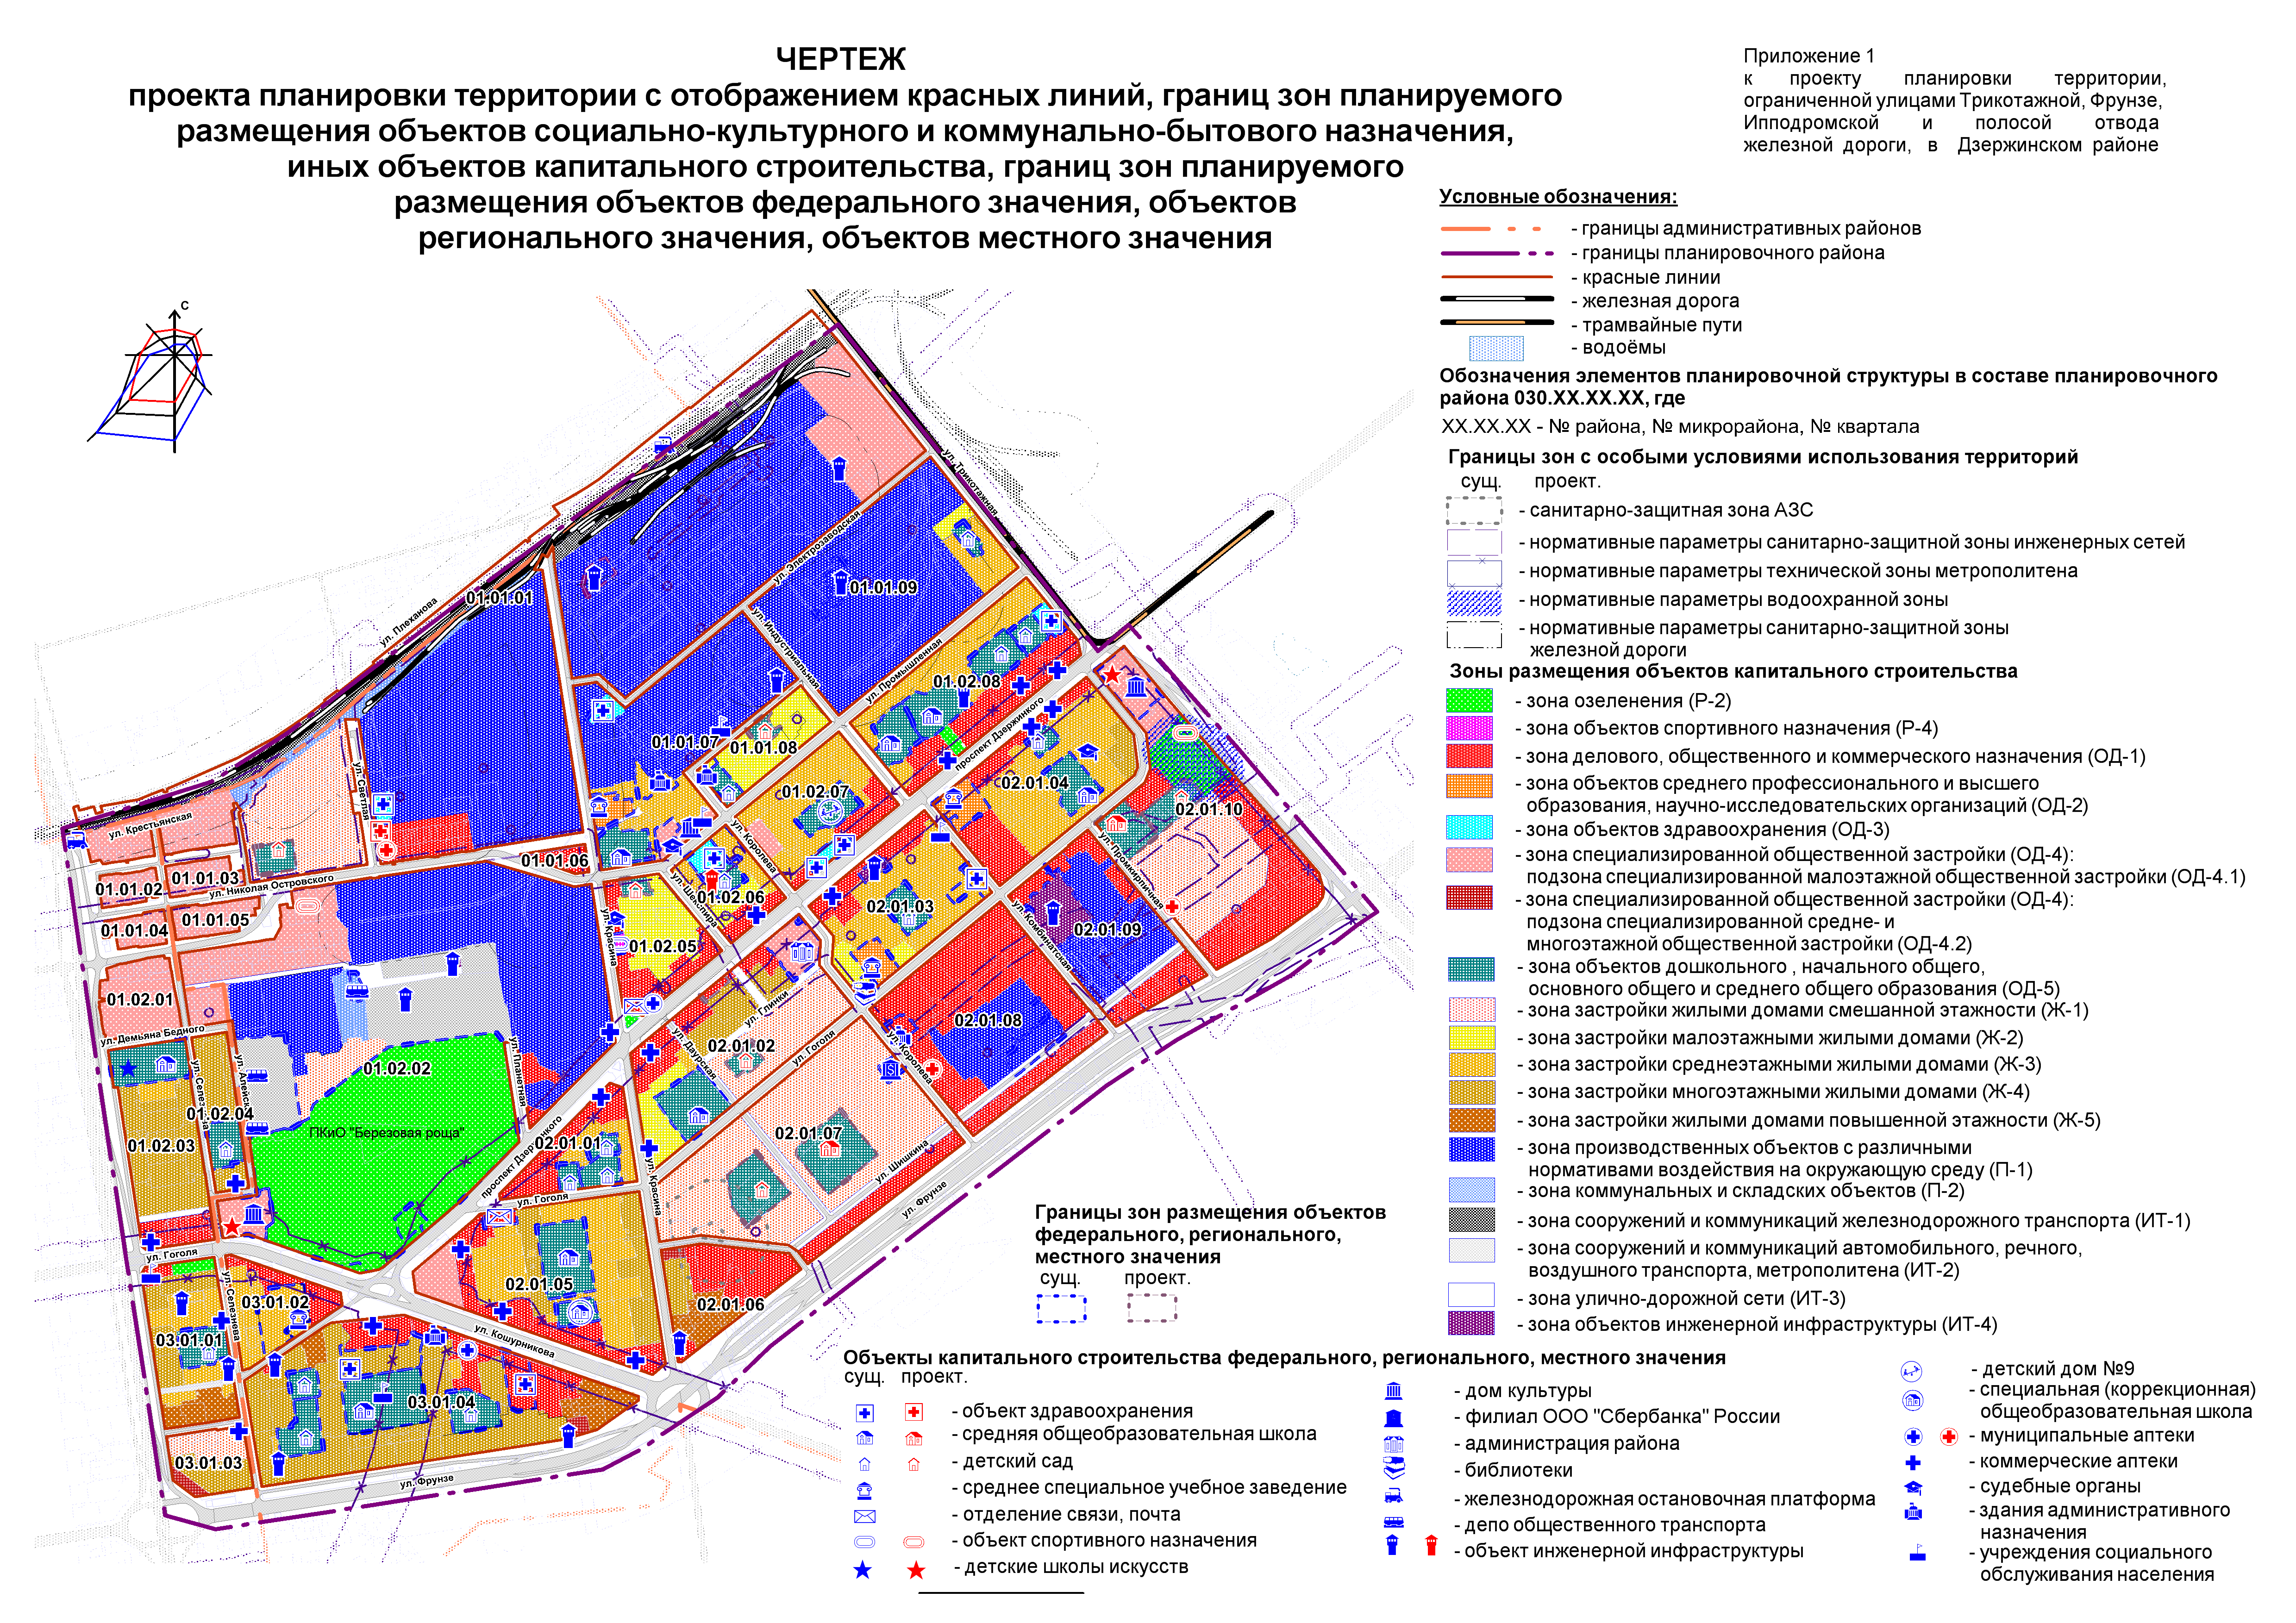 ЧЕРТЕЖ
проекта планировки территории с отображением красных линий, границ зон планируемого
размещения объектов социально-культурного и коммунально-бытового назначения,
иных объектов капитального строительства, границ зон планируемого
размещения объектов федерального значения, объектов
регионального значения, объектов местного значения
Приложение 1
к проекту планировки территории,
ограниченной улицами Трикотажной, Фрунзе,
Ипподромской и полосой отвода
железной дороги, в Дзержинском районе
Условные обозначения:
- границы административных районов
- границы планировочного района
- красные линии
- железная дорога
- трамвайные пути
- водоёмы
Обозначения элементов планировочной структуры в составе планировочного
района 030.XX.XX.XX, где
XX.XX.XX - № района, № микрорайона, № квартала
Границы зон с особыми условиями использования территорий
сущ. проект.
- санитарно-защитная зона АЗС
- нормативные параметры санитарно-защитной зоны инженерных сетей
- нормативные параметры технической зоны метрополитена
- нормативные параметры водоохранной зоны
- нормативные параметры санитарно-защитной зоны
железной дороги
Зоны размещения объектов капитального строительства
- зона озеленения (Р-2)
- зона объектов спортивного назначения (Р-4)
- зона делового, общественного и коммерческого назначения (ОД-1)
- зона объектов среднего профессионального и высшего
образования, научно-исследовательских организаций (ОД-2)
- зона объектов здравоохранения (ОД-3)
- зона специализированной общественной застройки (ОД-4):
подзона специализированной малоэтажной общественной застройки (ОД-4.1)
- зона специализированной общественной застройки (ОД-4):
подзона специализированной средне- и
многоэтажной общественной застройки (ОД-4.2)
- зона объектов дошкольного , начального общего,
основного общего и среднего общего образования (ОД-5)
- зона застройки жилыми домами смешанной этажности (Ж-1)
- зона застройки малоэтажными жилыми домами (Ж-2)
- зона застройки среднеэтажными жилыми домами (Ж-3)
- зона застройки многоэтажными жилыми домами (Ж-4)
- зона застройки жилыми домами повышенной этажности (Ж-5)
- зона производственных объектов с различными
нормативами воздействия на окружающую среду (П-1)
- зона коммунальных и складских объектов (П-2)
- зона сооружений и коммуникаций железнодорожного транспорта (ИТ-1)
- зона сооружений и коммуникаций автомобильного, речного,
воздушного транспорта, метрополитена (ИТ-2)
- зона улично-дорожной сети (ИТ-3)
- зона объектов инженерной инфраструктуры (ИТ-4)
С
ул. Трикотажная
ул. Электрозаводская
01.01.09
01.01.01
ул. Плеханова
ул. Индустриальная
ул. Промышленная
01.02.08
01.01.07
01.01.08
проспект Дзержинкого
ул. Светлая
01.02.07
02.01.04
02.01.10
ул. Крестьянская
ул. Королева
ул. Промкирпичная
01.01.06
01.01.02
01.01.03
ул. Николая Островского
ул. Шекспира
01.02.06
02.01.03
01.01.05
01.01.04
ул. Красина
01.02.05
ул. Комбинатская
02.01.09
01.02.01
ул. Глинки
02.01.08
ул. Демьяна Бедного
ул. Планетная
ул. Даурская
02.01.02
ул. Гоголя
ул. Королева
ул. Селезнева
01.02.02
01.02.04
ПКиО "Березовая роща"
02.01.07
01.02.03
проспект Дзержинкого
02.01.01
ул. Шишкина
ул. Гоголя
ул. Красина
ул. Фрунзе
ул. Гоголя
02.01.05
02.01.06
03.01.02
ул. Селезнева
03.01.01
ул. Кошурникова
03.01.04
03.01.03
ул. Фрунзе
Границы зон размещения объектов
федерального, регионального,
местного значения
сущ. проект.
Объекты капитального строительства федерального, регионального, местного значения
сущ. проект.
- объект здравоохранения
- средняя общеобразовательная школа
- детский сад
- среднее специальное учебное заведение
- отделение связи, почта
- объект спортивного назначения
- детские школы искусств
- дом культуры
- филиал ООО "Сбербанка" России
- администрация района
- библиотеки
- железнодорожная остановочная платформа
- депо общественного транспорта
- объект инженерной инфраструктуры
- детский дом №9
- специальная (коррекционная)
общеобразовательная школа
- муниципальные аптеки
- коммерческие аптеки
- судебные органы
- здания административного
назначения
- учреждения социального
обслуживания населения